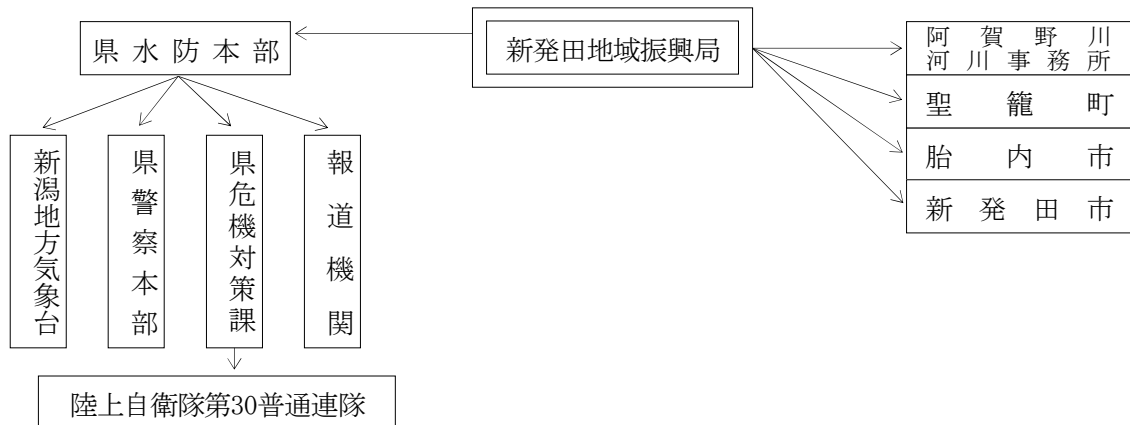 県水防本部
新発田地域振興局
阿賀野川
河川事務所
聖籠町
胎内市
新発田市
新潟地方気象台
県警察本部
県危機対策課
報道機関
陸上自衛隊第30普通連隊